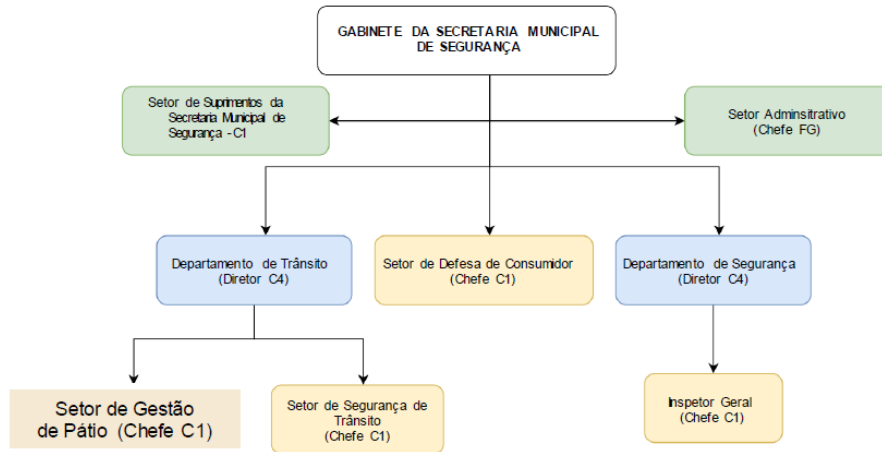 GABINETE DA SECRETARIA MUNICIPAL
DE SEGURANÇA
Setor de Suprimentos da
Secretaria Municipal de
Segurança - C1
Setor Adminsitrativo
(Chefe FG)
Departamento de Trânsito
(Diretor C4)
Setor de Defesa de Consumidor
(Chefe C1)
Departamento de Segurança
(Diretor C4)
Setor de Gestão
de Pátio (Chefe C1)
Setor de Segurança de
Trânsito
(Chefe C1)
Inspetor Geral
(Chefe C1)